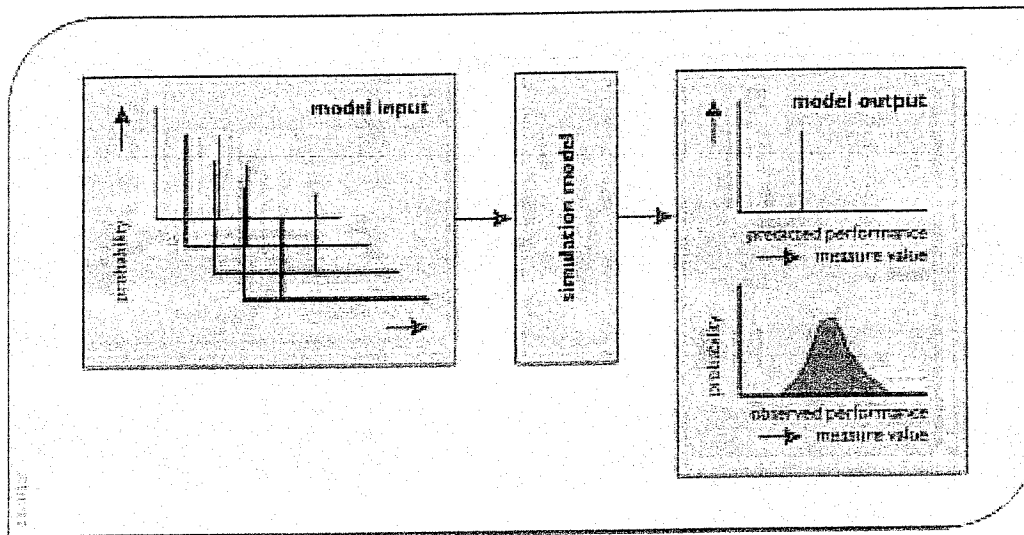 model input
probability
simulation model
model output
predicted performance
measure value
probability
observed performance
measure value